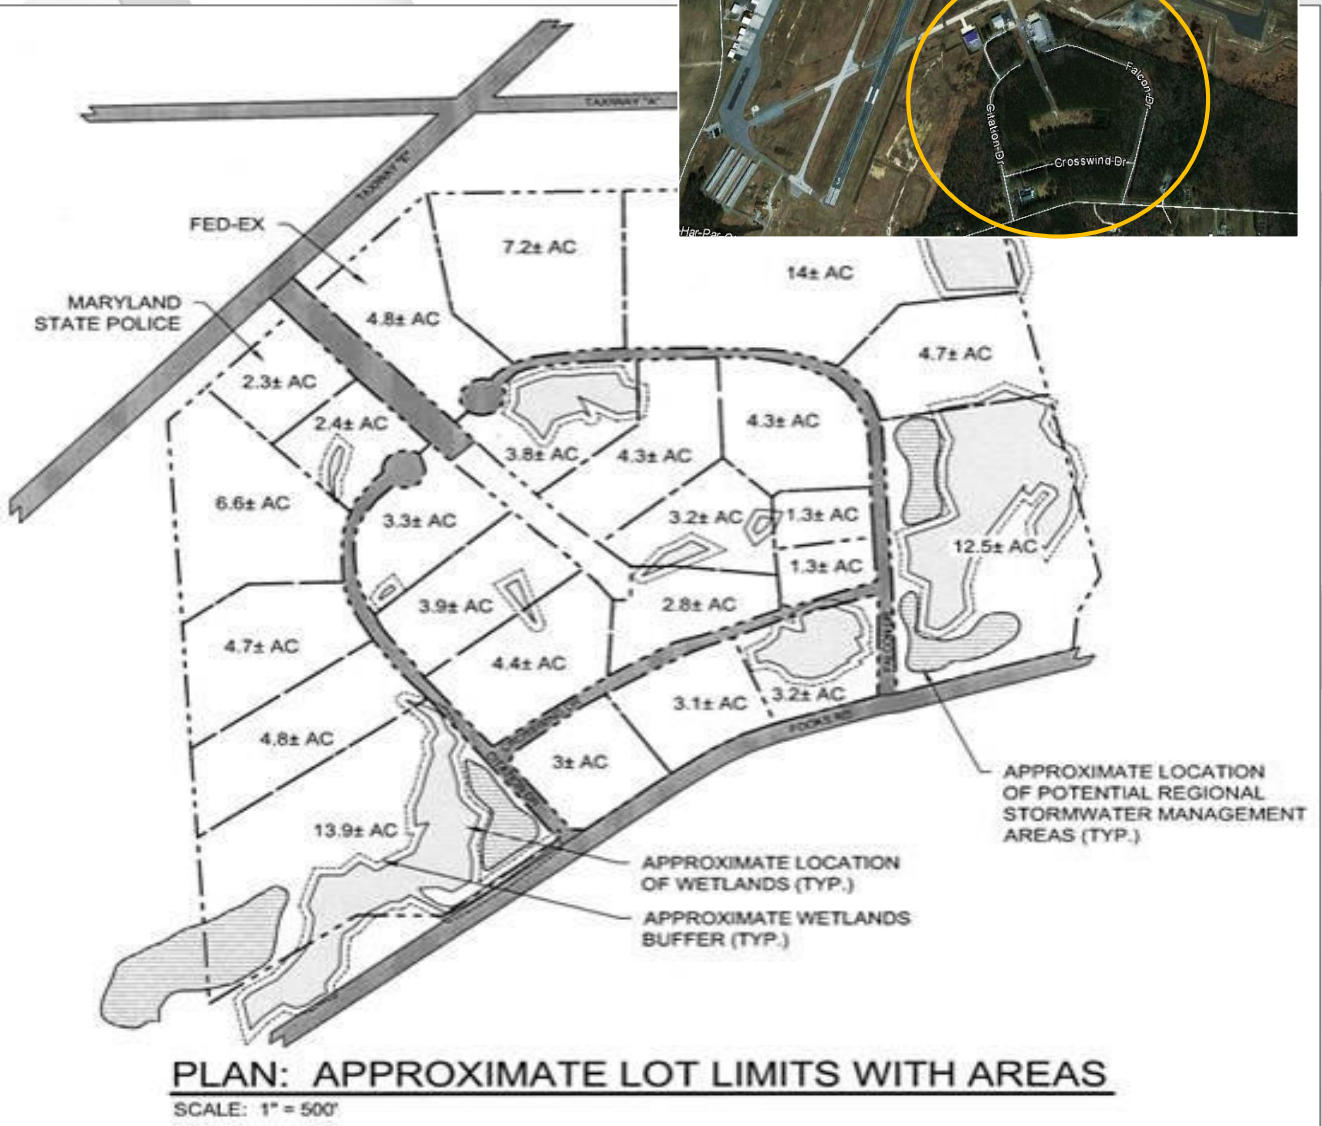 TAXIWAY "A"
Falcon-Dr
Citation-Dr
Crosswind-Dr
TAXIWAY "E"
FED-EX
7.2± AC
14± AC
MARYLAND
STATE POLICE
4.8± AC
4.7± AC
2.3± AC
2.4± AC
4.3± AC
3.8± AC
4.3± AC
6.6± AC
3.3± AC
3.2± AC
1.3± AC
12.5± AC
1.3± AC
3.9± AC
2.8± AC
4.7± AC
4.4± AC
3.1± AC
3.2± AC
FOOKS RD.
4.8± AC
3± AC
APPROXIMATE LOCATION
OF POTENTIAL REGIONAL
STORMWATER MANAGEMENT
AREAS (TYP.)
13.9± AC
APPROXIMATE LOCATION
OF WETLANDS (TYP.)
APPROXIMATE WETLANDS
BUFFER (TYP.)
PLAN: APPROXIMATE LOT LIMITS WITH AREAS
SCALE: 1" = 500'